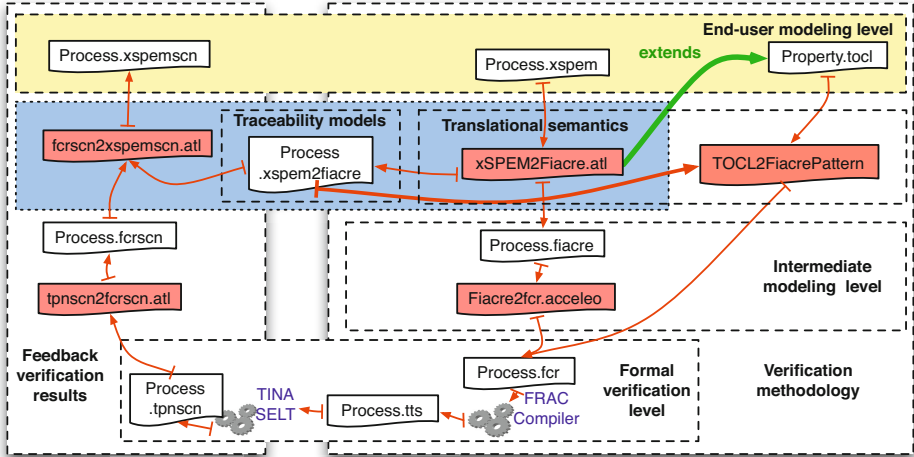 End-user modeling level
Process.xspemscn
Process.xspem
extends
Property.tocl
Traceability models
Translational semantics
fcrscn2xspemscn.atl
Process
.xspem2fiacre
xSPEM2Fiacre.atl
TOCL2FiacrePattern
Process.fcrscn
Process.fiacre
Intermediate
modeling level
tpnscn2fcrscn.atl
Fiacre2fcr.acceleo
Feedback
verification
results
Process.fcr
Formal
verification
level
Verification
methodology
Process
.tpnscn
TINA
SELT
Process.tts
FRAC
Compiler